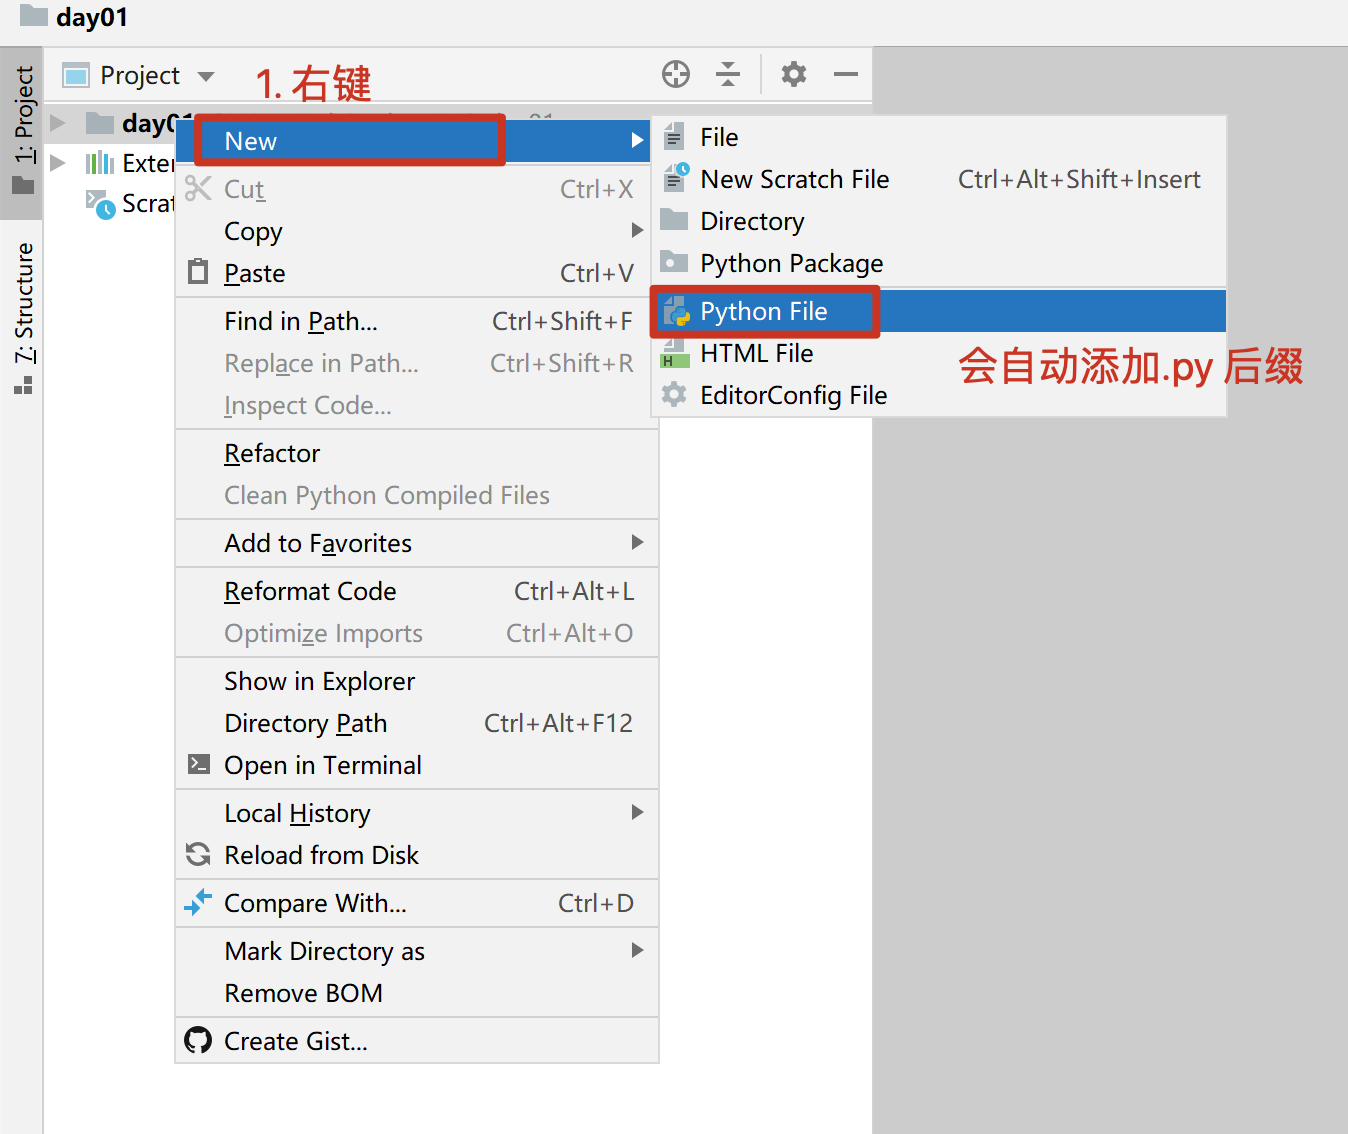 day01
1: Project
7: Structure
Project
1. 右键
day01
Exter
Scrat
New
Cut Ctrl+X
Copy
Paste Ctrl+V
Find in Path... Ctrl+Shift+F
Replace in Path... Ctrl+Shift+R
Inspect Code...
Refactor
Clean Python Compiled Files
Add to Favorites
Reformat Code Ctrl+Alt+L
Optimize Imports Ctrl+Alt+O
Show in Explorer
Directory Path Ctrl+Alt+F12
Open in Terminal
Local History
Reload from Disk
Compare With... Ctrl+D
Mark Directory as
Remove BOM
Create Gist...
File
New Scratch File Ctrl+Alt+Shift+Insert
Directory
Python Package
Python File
HTML File
EditorConfig File
会自动添加.py 后缀